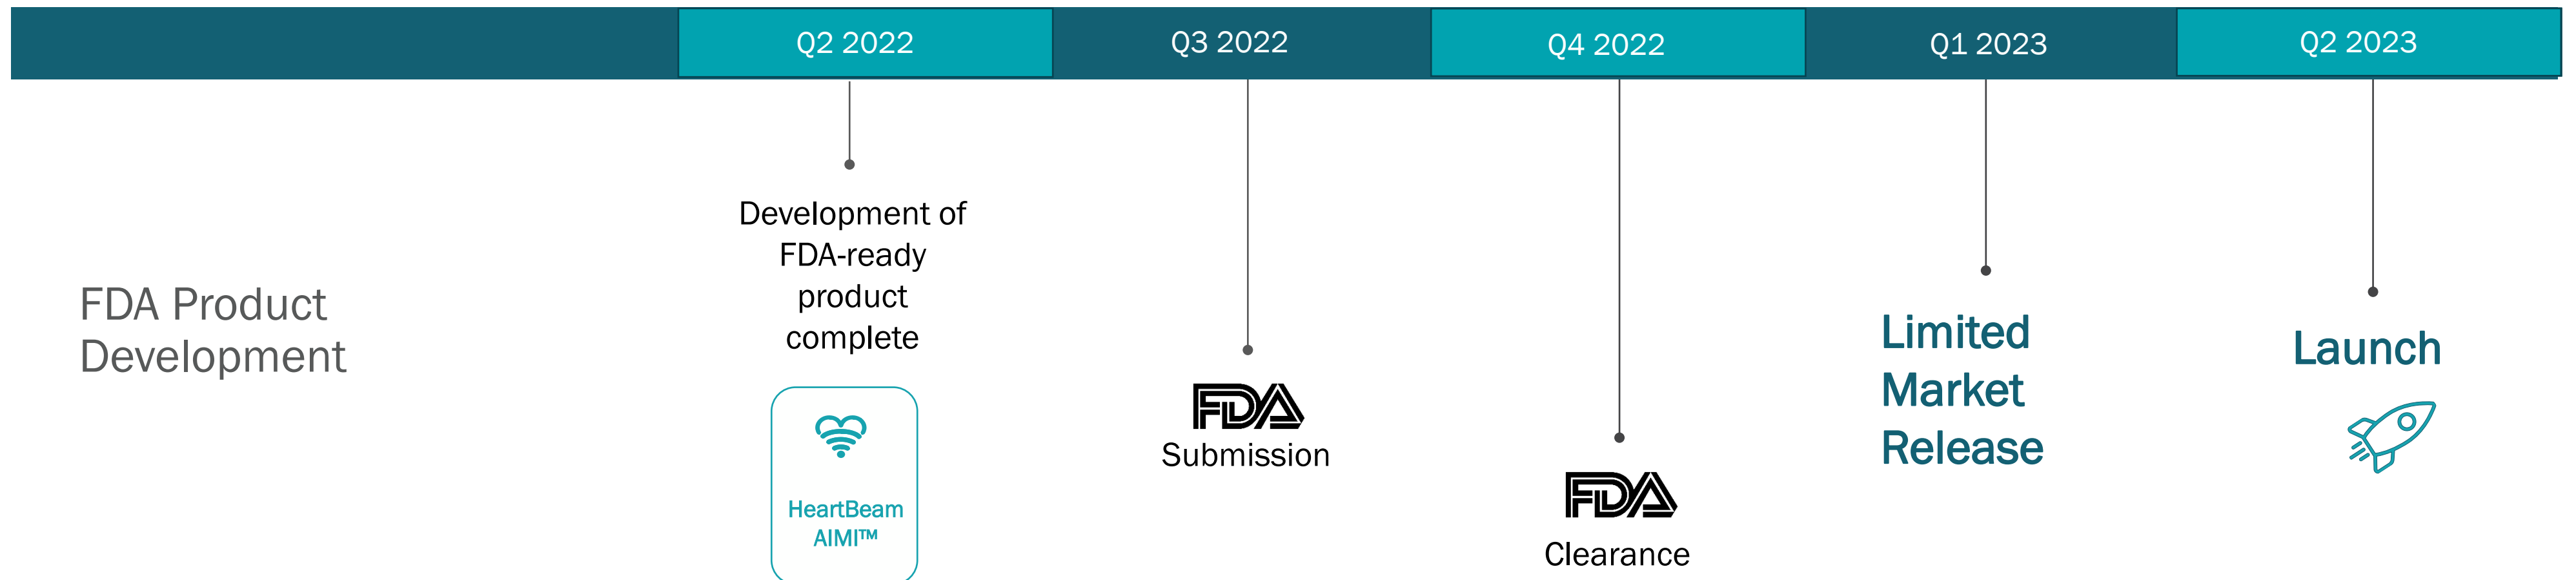 Q2 2022
Q3 2022
Q4 2022
Q1 2023
Q2 2023
FDA Product
Development
Development of
FDA-ready
product
complete
HeartBeam
AIMI™
FDA
Submission
FDA
Clearance
Limited
Market
Release
Launch